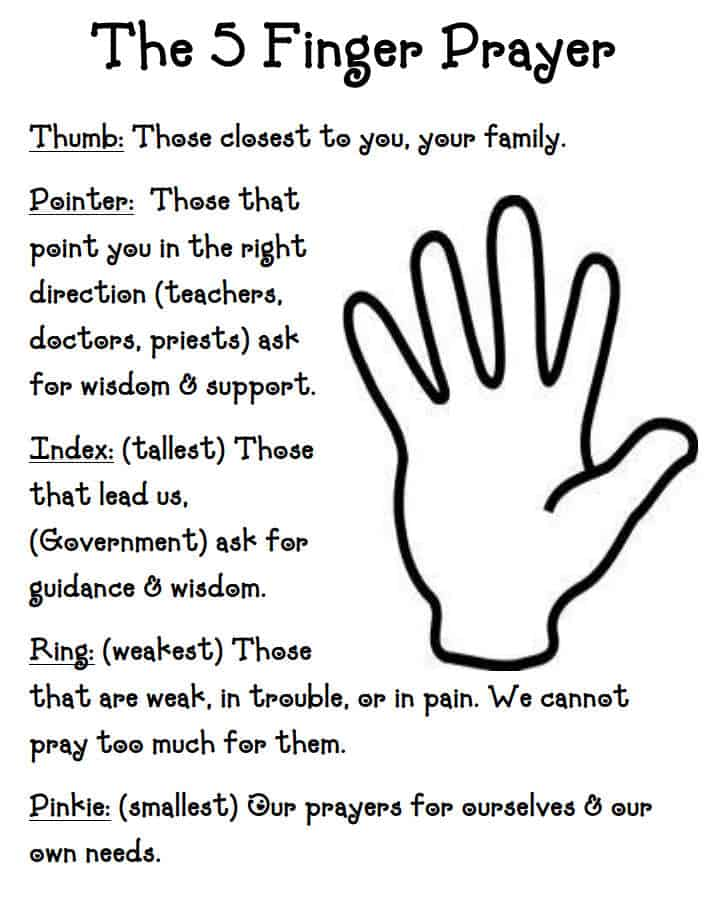 The 5 Finger Prayer
Thumb: Those closest to you, your family.
Pointer: Those that
point you in the right
direction (teachers,
doctors, priests) ask
for wisdom & support.
Index: (tallest) Those
that lead us,
(Government) ask for
guidance & wisdom.
Ring: (weakest) Those
that are weak, in trouble, or in pain. We cannot
pray too much for them.
Pinkie: (smallest) Our prayers for ourselves & our
own needs.